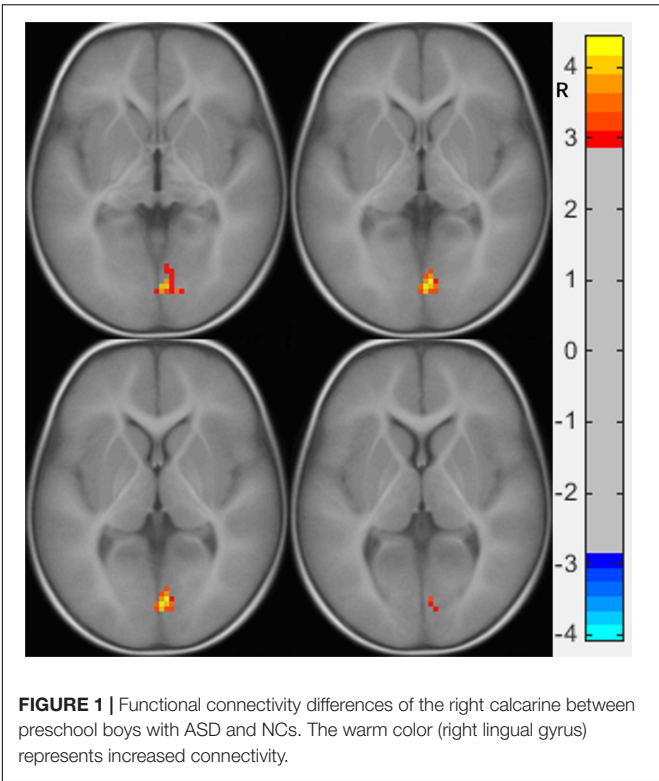 4
R
3
2
1
0
-1
-2
-3
-4
FIGURE 1 | Functional connectivity differences of the right calcarine between
preschool boys with ASD and NCs. The warm color (right lingual gyrus)
represents increased connectivity.